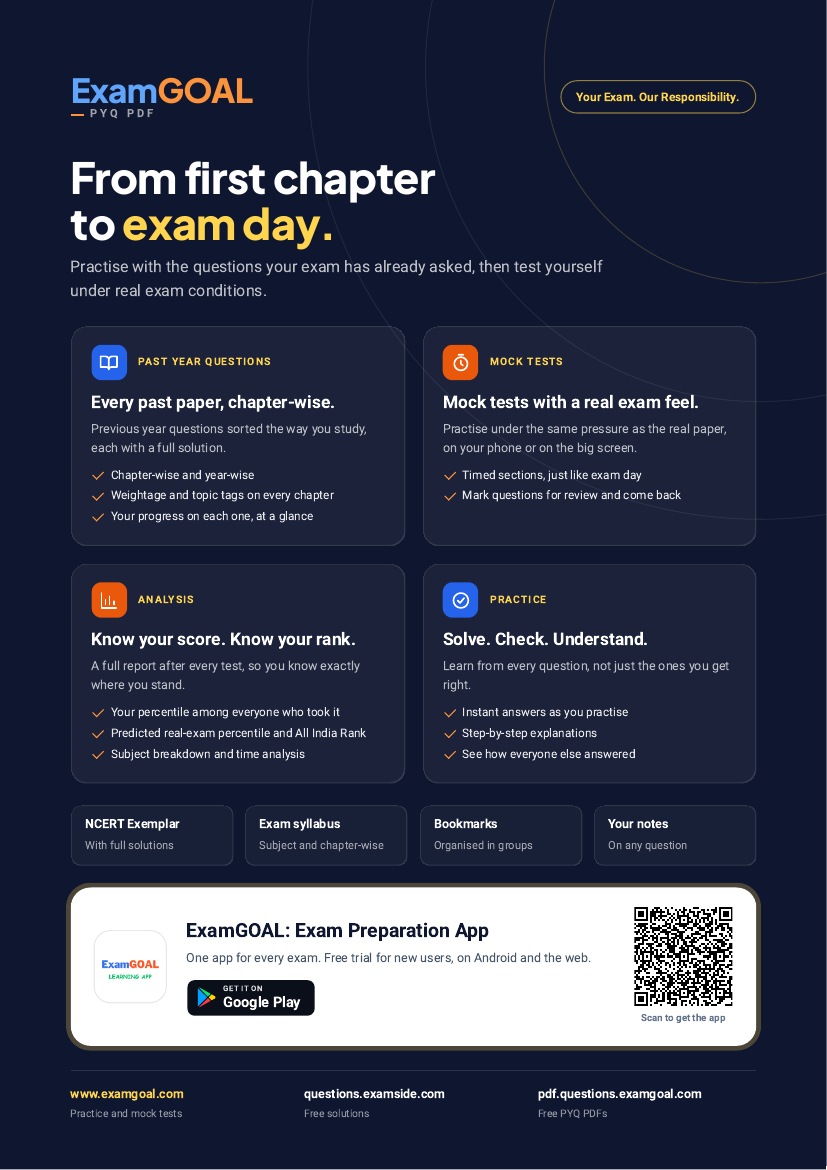 ExamGOAL
PYQ PDF
Your Exam. Our Responsibility.
From first chapter
to exam day.
Practise with the questions your exam has already asked, then test yourself
under real exam conditions.
PAST YEAR QUESTIONS
Every past paper, chapter-wise.
Previous year questions sorted the way you study,
each with a full solution.
Chapter-wise and year-wise
Weightage and topic tags on every chapter
Your progress on each one, at a glance
MOCK TESTS
Mock tests with a real exam feel.
Practise under the same pressure as the real paper,
on your phone or on the big screen.
Timed sections, just like exam day
Mark questions for review and come back
ANALYSIS
Know your score. Know your rank.
A full report after every test, so you know exactly
where you stand.
Your percentile among everyone who took it
Predicted real-exam percentile and All India Rank
Subject breakdown and time analysis
PRACTICE
Solve. Check. Understand.
Learn from every question, not just the ones you get
right.
Instant answers as you practise
Step-by-step explanations
See how everyone else answered
NCERT Exemplar
With full solutions
Exam syllabus
Subject and chapter-wise
Bookmarks
Organised in groups
Your notes
On any question
ExamGOAL
LEARNING APP
ExamGOAL: Exam Preparation App
One app for every exam. Free trial for new users, on Android and the web.
GET IT ON
Google Play
Scan to get the app
www.examgoal.com
Practice and mock tests
questions.examside.com
Free solutions
pdf.questions.examgoal.com
Free PYQ PDFs